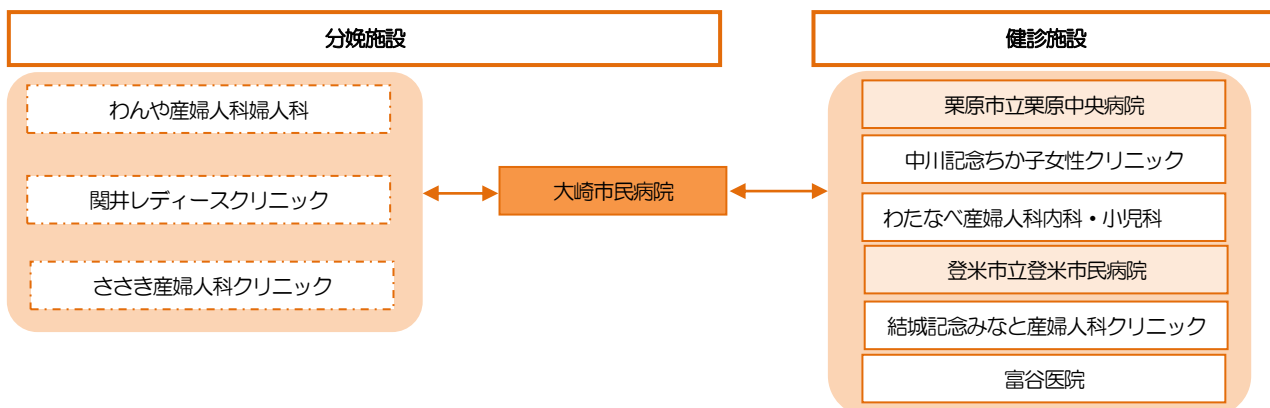 分娩施設
健診施設
わんや産婦人科婦人科
関井レディースクリニック
ささき産婦人科クリニック
大崎市民病院
栗原市立栗原中央病院
中川記念ちか子女性クリニック
わたなべ産婦人科内科・小児科
登米市立登米市民病院
結城記念みなと産婦人科クリニック
富谷医院